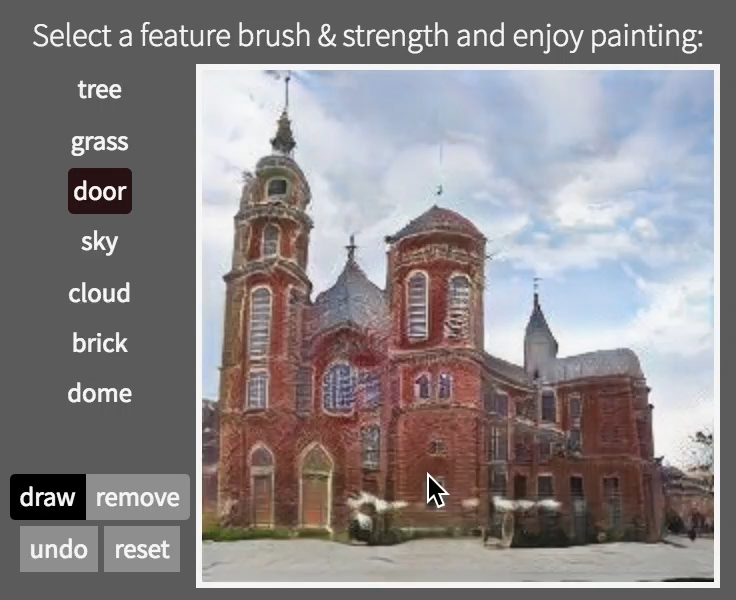 Select a feature brush & strength and enjoy painting:
tree
grass
door
sky
cloud
brick
dome
draw remove
undo reset